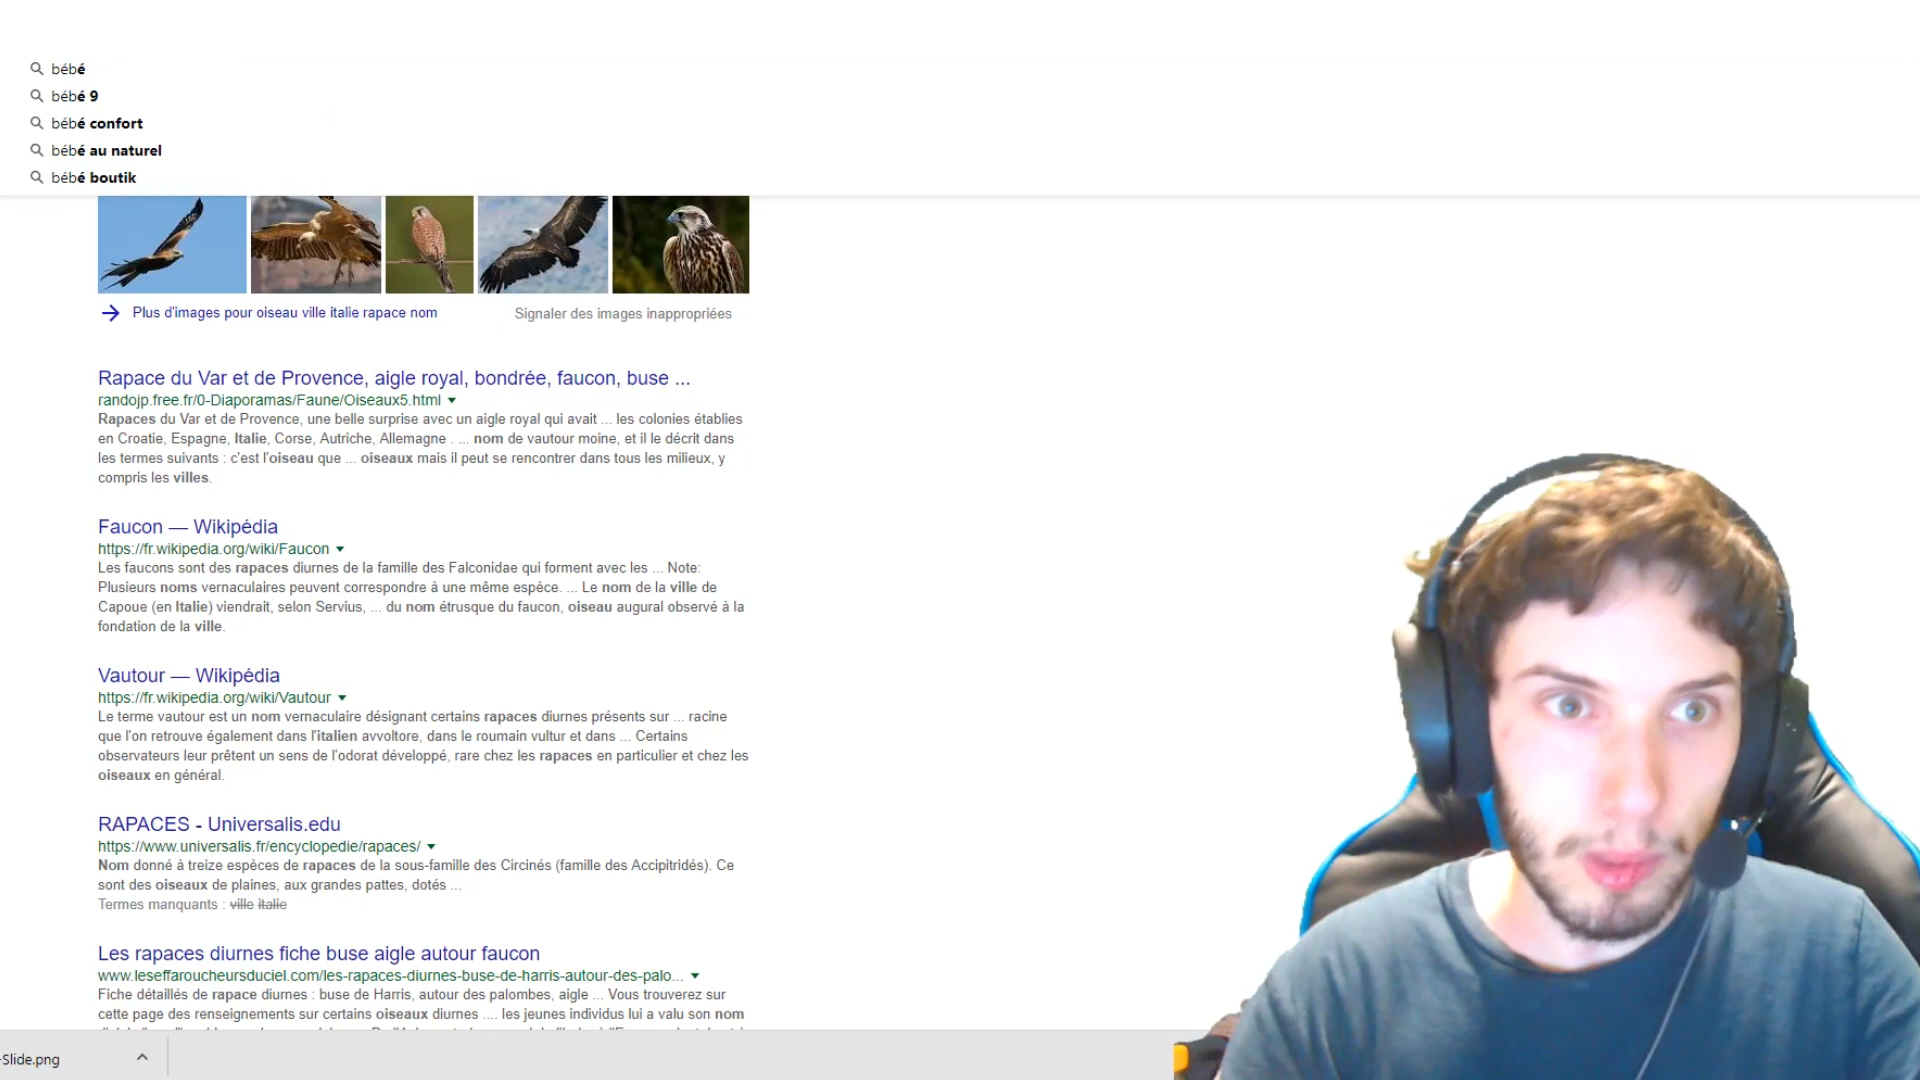 bébé
bébé 9
bébé confort
bébé au naturel
bébé boutik
Plus d'images pour oiseau ville italie rapace nom
Signaler des images inappropriées
Rapace du Var et de Provence, aigle royal, bondrée, faucon, buse ...
randojp.free.fr/0-Diaporamas/Faune/Oiseaux5.html
Rapaces du Var et de Provence, une belle surprise avec un aigle royal qui avait ... les colonies établies
en Croatie, Espagne, Italie, Corse, Autriche, Allemagne . ... nom de vautour moine, et il le décrit dans
les termes suivants : c'est l'oiseau que ... oiseaux mais il peut se rencontrer dans tous les milieux, y
compris les villes.
Faucon — Wikipédia
https://fr.wikipedia.org/wiki/Faucon
Les faucons sont des rapaces diurnes de la famille des Falconidae qui forment avec les ... Note:
Plusieurs noms vernaculaires peuvent correspondre à une même espèce. ... Le nom de la ville de
Capoue (en Italie) viendrait, selon Servius, ... du nom étrusque du faucon, oiseau augural observé à la
fondation de la ville.
Vautour — Wikipédia
https://fr.wikipedia.org/wiki/Vautour
Le terme vautour est un nom vernaculaire désignant certains rapaces diurnes présents sur ... racine
que l'on retrouve également dans l'italien avvoltore, dans le roumain vultur et dans ... Certains
observateurs leur prêtent un sens de l'odorat développé, rare chez les rapaces en particulier et chez les
oiseaux en général.
RAPACES - Universalis.edu
https://www.universalis.fr/encyclopedie/rapaces/
Nom donné à treize espèces de rapaces de la sous-famille des Circinés (famille des Accipitridés). Ce
sont des oiseaux de plaines, aux grandes pattes, dotés ...
Termes manquants : ville italie
Les rapaces diurnes fiche buse aigle autour faucon
www.leseffaroucheursduciel.com/les-rapaces-diurnes-buse-de-harris-autour-des-palo...
Fiche détaillés de rapace diurnes : buse de Harris, autour des palombes, aigle ... Vous trouverez sur
cette page des renseignements sur certains oiseaux diurnes .... les jeunes individus lui a valu son nom
-Slide.png